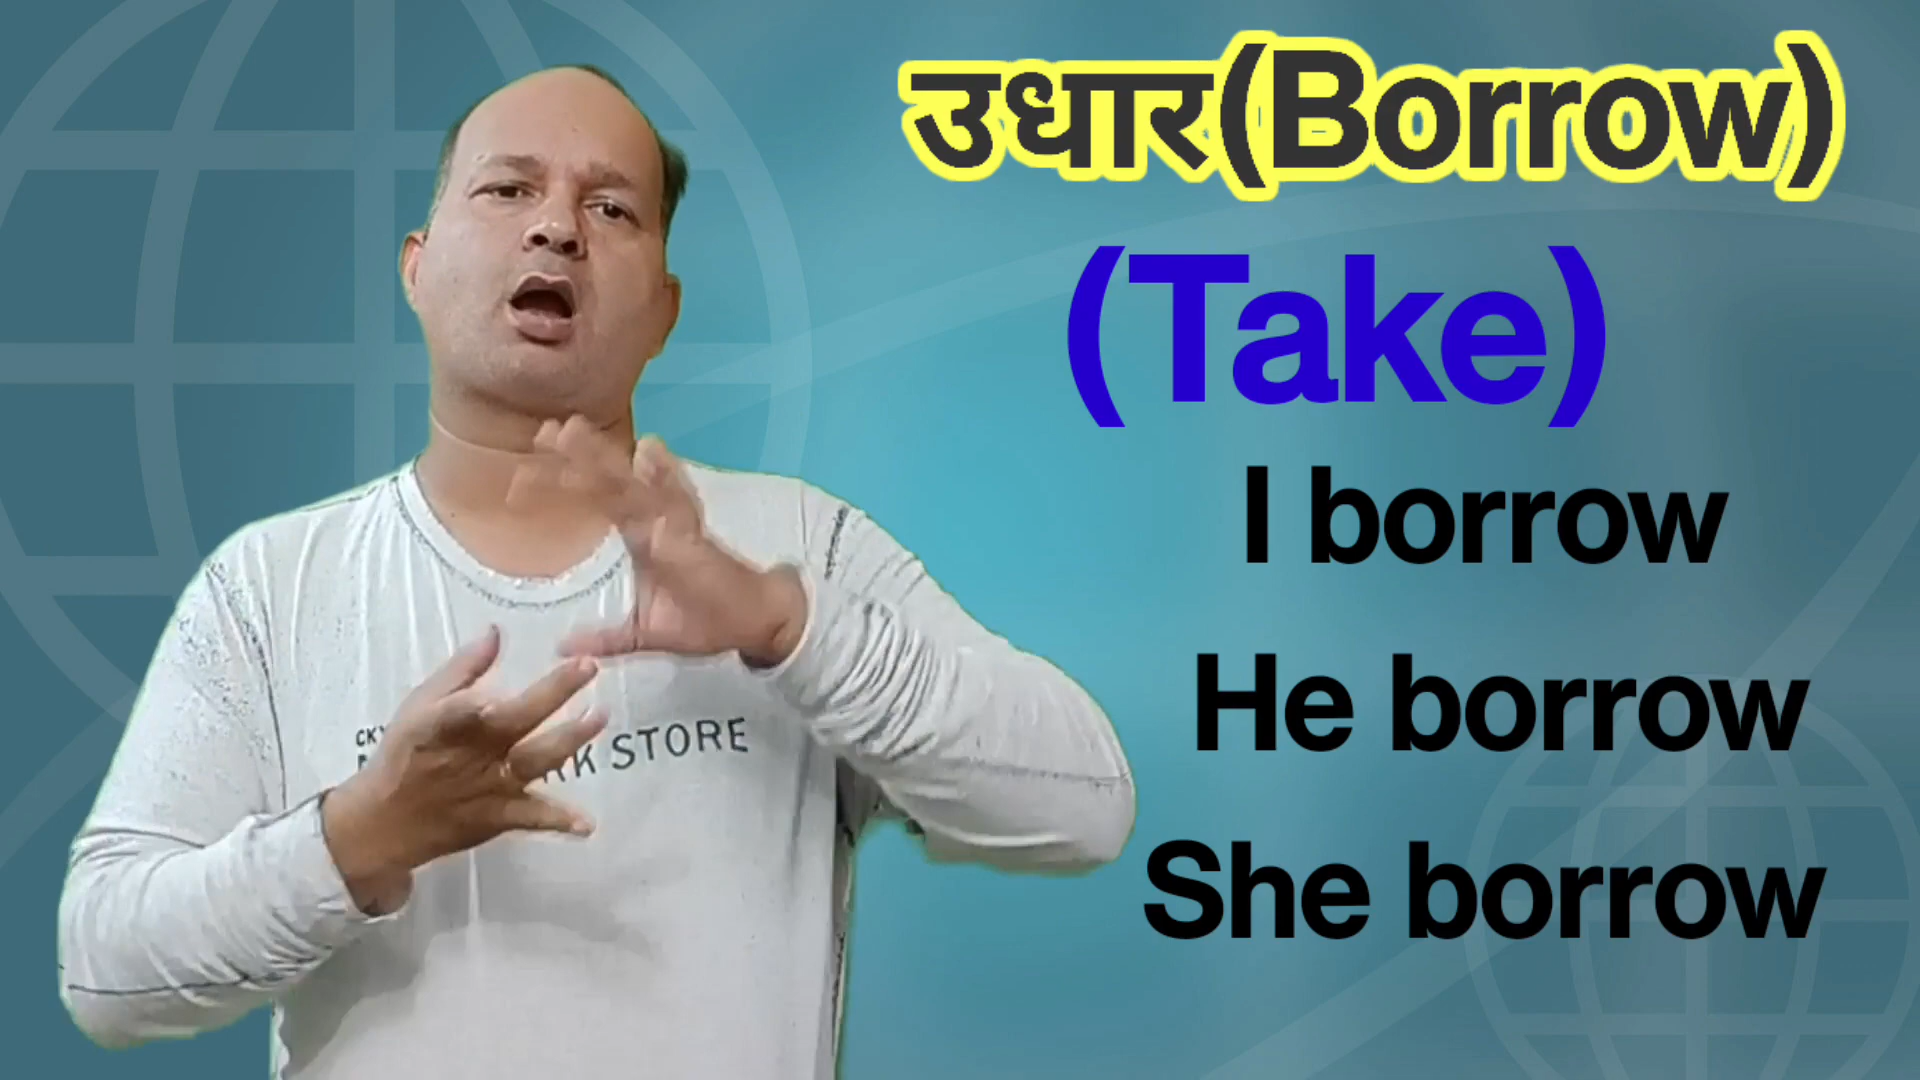 उधार(Borrow)
(Take)
I borrow
He borrow
She borrow
STORE